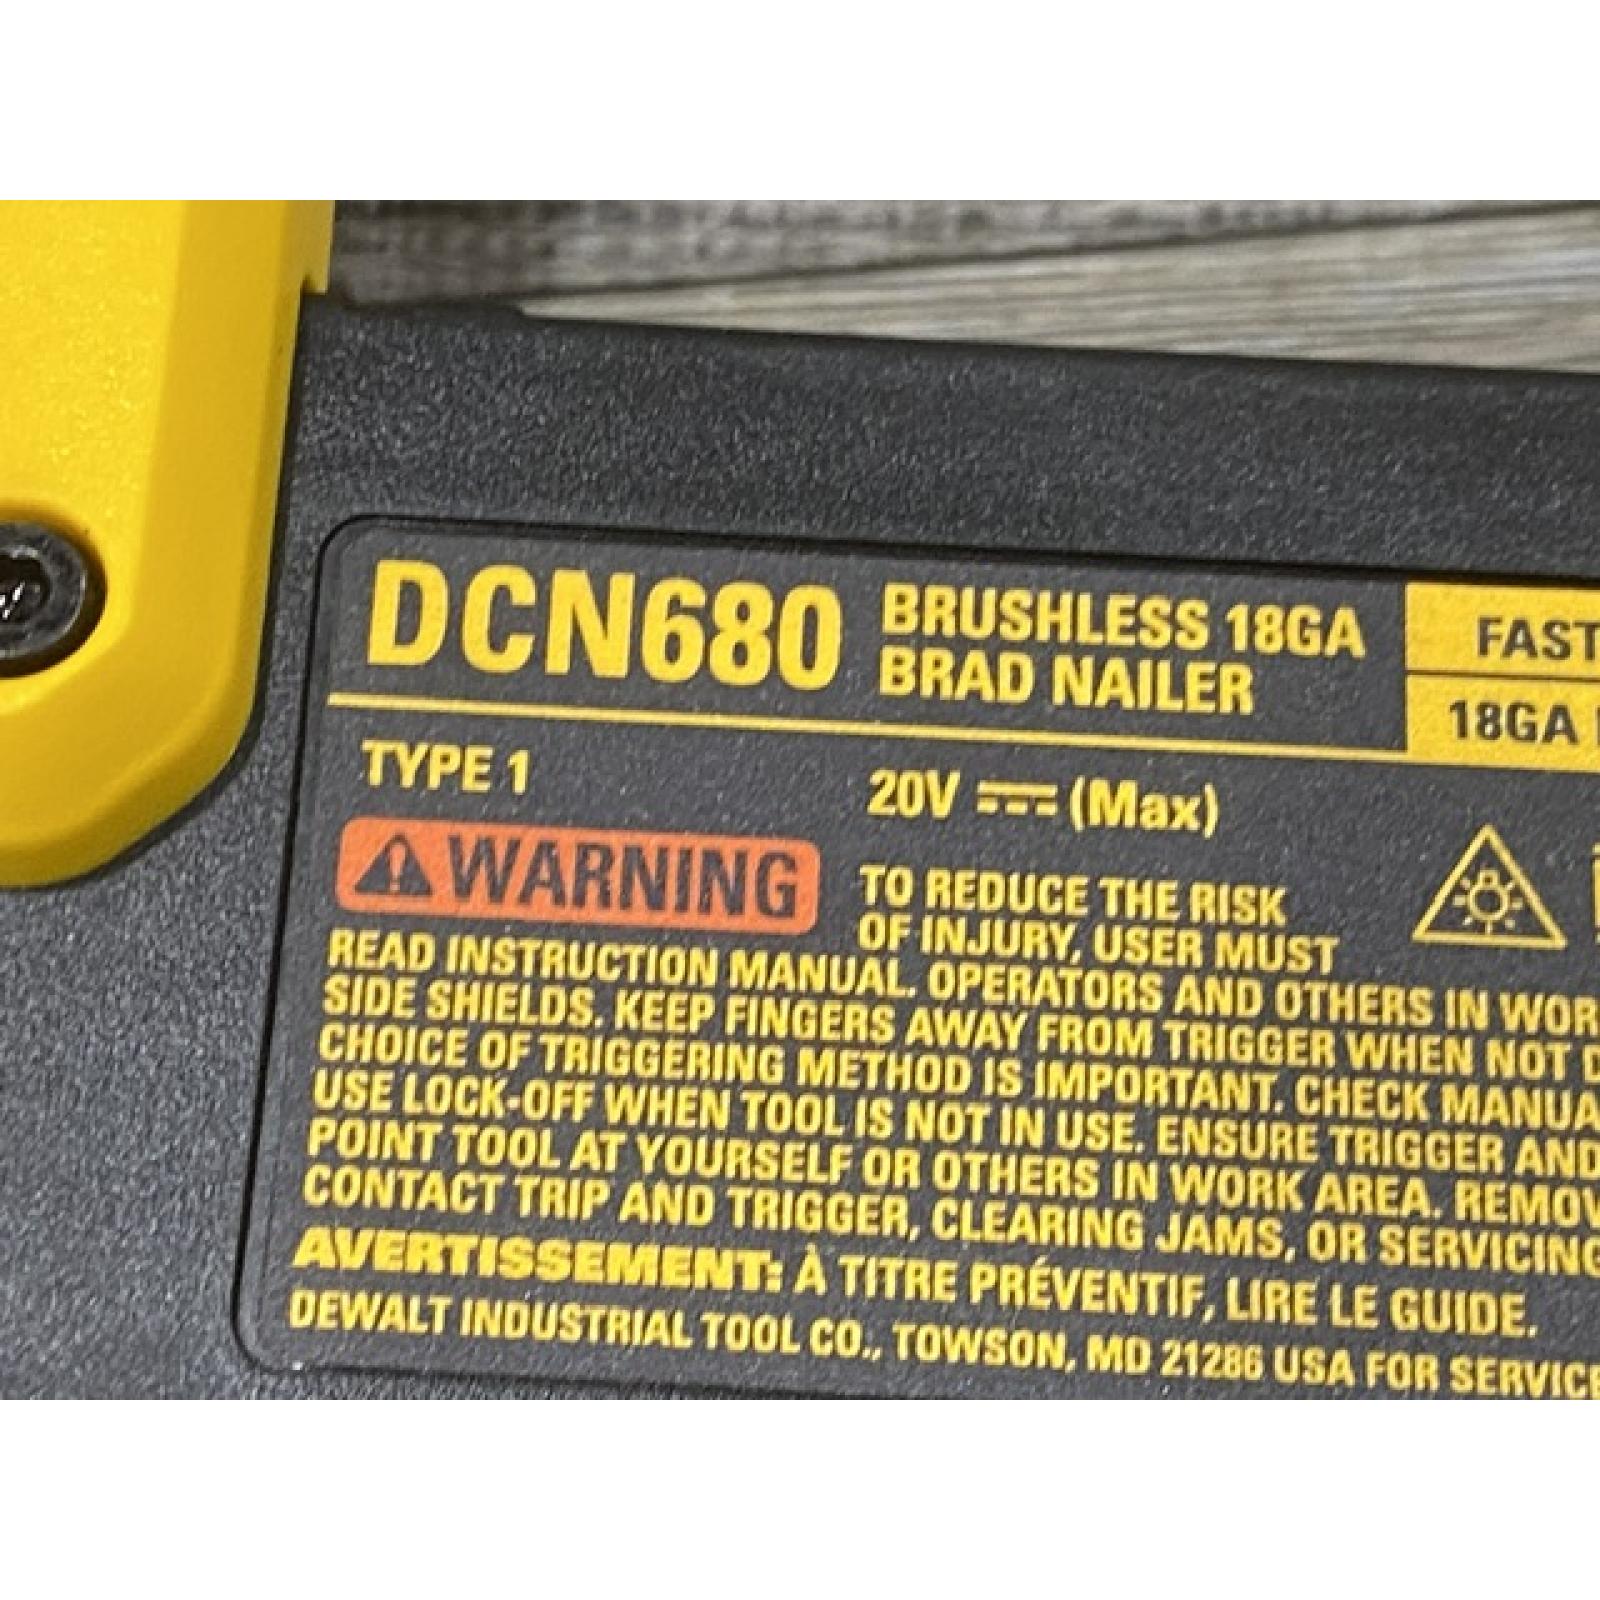 DCN680
BRUSHLESS 18GA
BRAD NAILER
FAST
18GA
TYPE 1
20V ⎓ (Max)
WARNING
TO REDUCE THE RISK
OF INJURY, USER MUST
READ INSTRUCTION MANUAL. OPERATORS AND OTHERS IN WOR
SIDE SHIELDS. KEEP FINGERS AWAY FROM TRIGGER WHEN NOT D
CHOICE OF TRIGGERING METHOD IS IMPORTANT. CHECK MANUA
USE LOCK-OFF WHEN TOOL IS NOT IN USE. ENSURE TRIGGER AND
POINT TOOL AT YOURSELF OR OTHERS IN WORK AREA. REMOV
CONTACT TRIP AND TRIGGER, CLEARING JAMS, OR SERVICING
AVERTISSEMENT: À TITRE PRÉVENTIF, LIRE LE GUIDE.
DEWALT INDUSTRIAL TOOL CO., TOWSON, MD 21286 USA FOR SERVICE